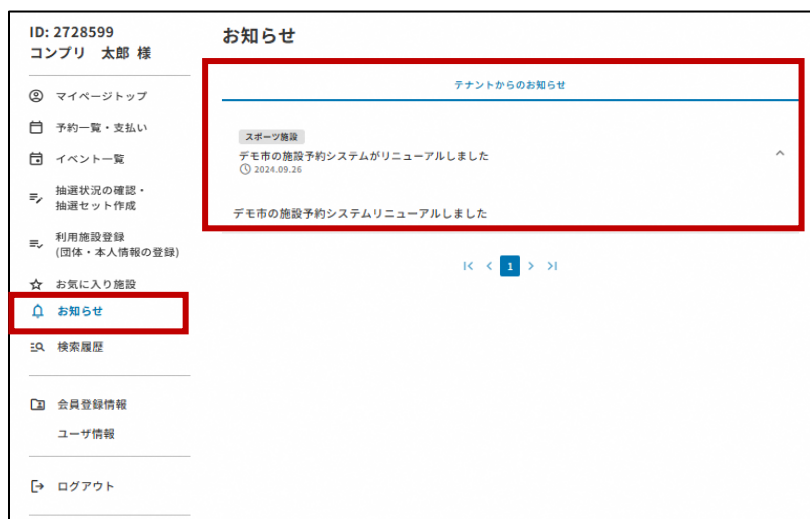 ID: 2728599
コンプリ 太郎 様
マイページトップ
予約一覧・支払い
イベント一覧
抽選状況の確認・
抽選セット作成
利用施設登録
(団体・本人情報の登録)
お気に入り施設
お知らせ
検索履歴
会員登録情報
ユーザ情報
ログアウト
お知らせ
テナントからのお知らせ
スポーツ施設
デモ市の施設予約システムがリニューアルしました
2024.09.26
デモ市の施設予約システムリニューアルしました
1